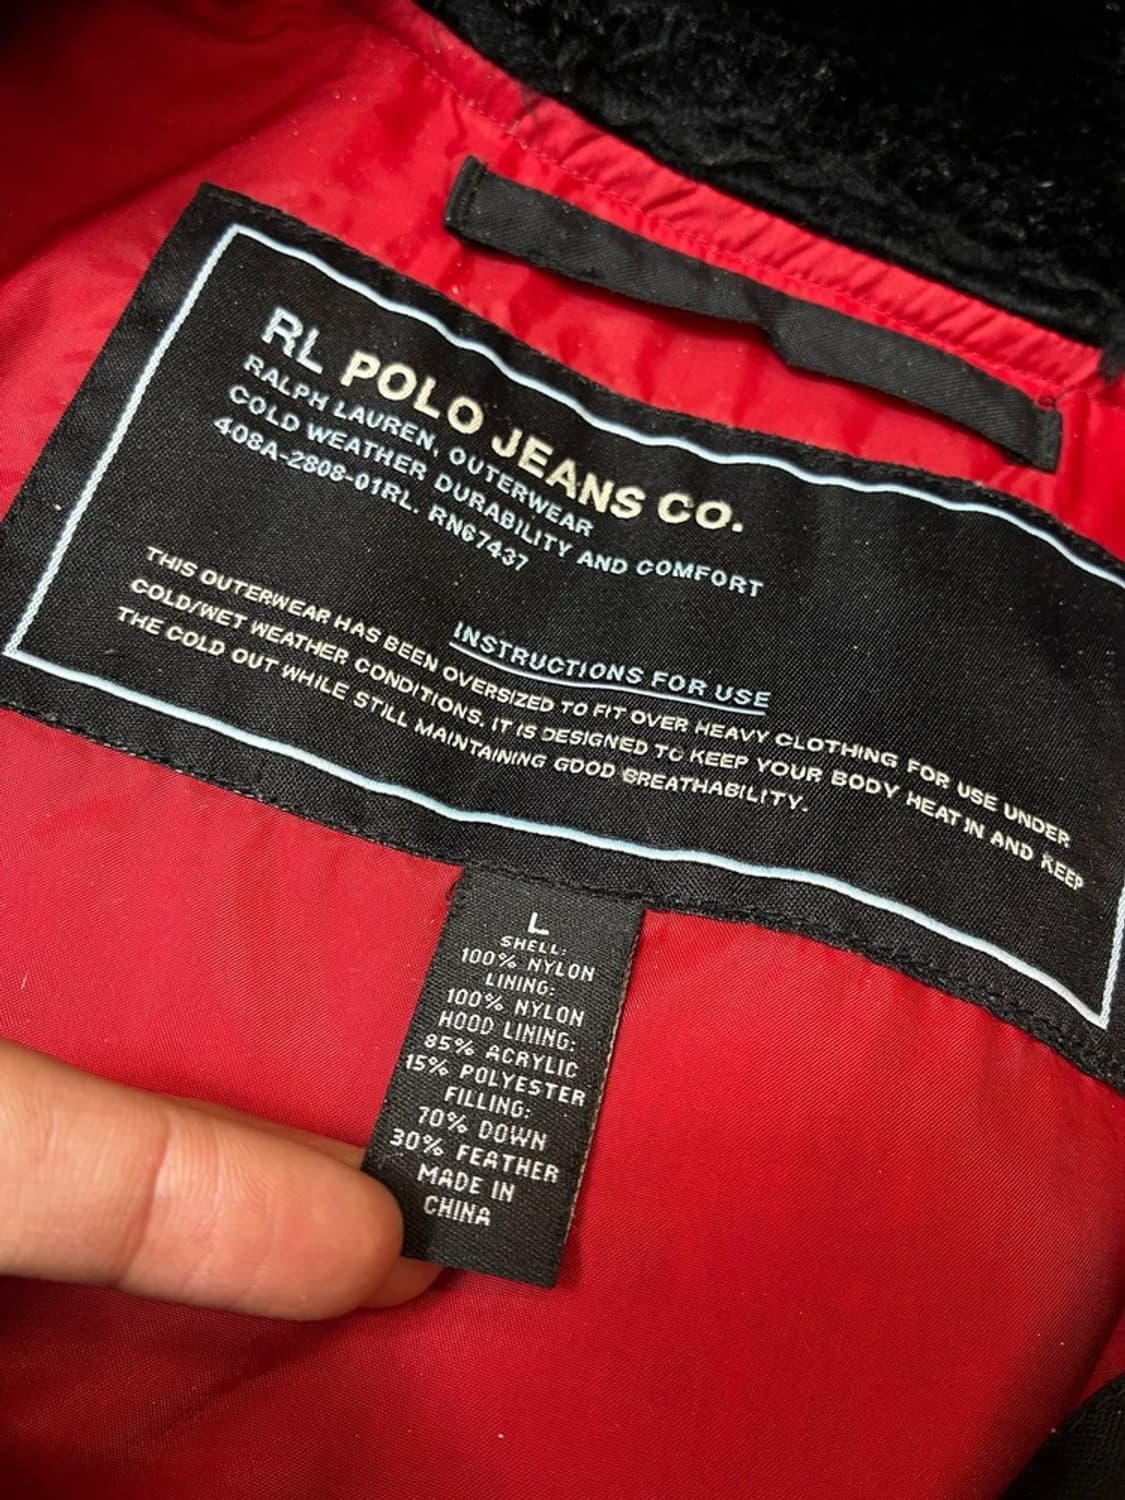 RL POLO JEANS CO.
RALPH LAUREN, OUTERWEAR
COLD WEATHER DURABILITY AND COMFORT
408A-2808-01RL. RN67437
INSTRUCTIONS FOR USE
THIS OUTERWEAR HAS BEEN OVERSIZED TO FIT OVER HEAVY CLOTHING FOR USE UNDER
COLD/WET WEATHER CONDITIONS. IT IS DESIGNED TO KEEP YOUR BODY HEAT IN AND KEEP
THE COLD OUT WHILE STILL MAINTAINING GOOD BREATHABILITY.
L
SHELL:
100% NYLON
LINING:
100% NYLON
HOOD LINING:
85% ACRYLIC
15% POLYESTER
FILLING:
70% DOWN
30% FEATHER
MADE IN
CHINA